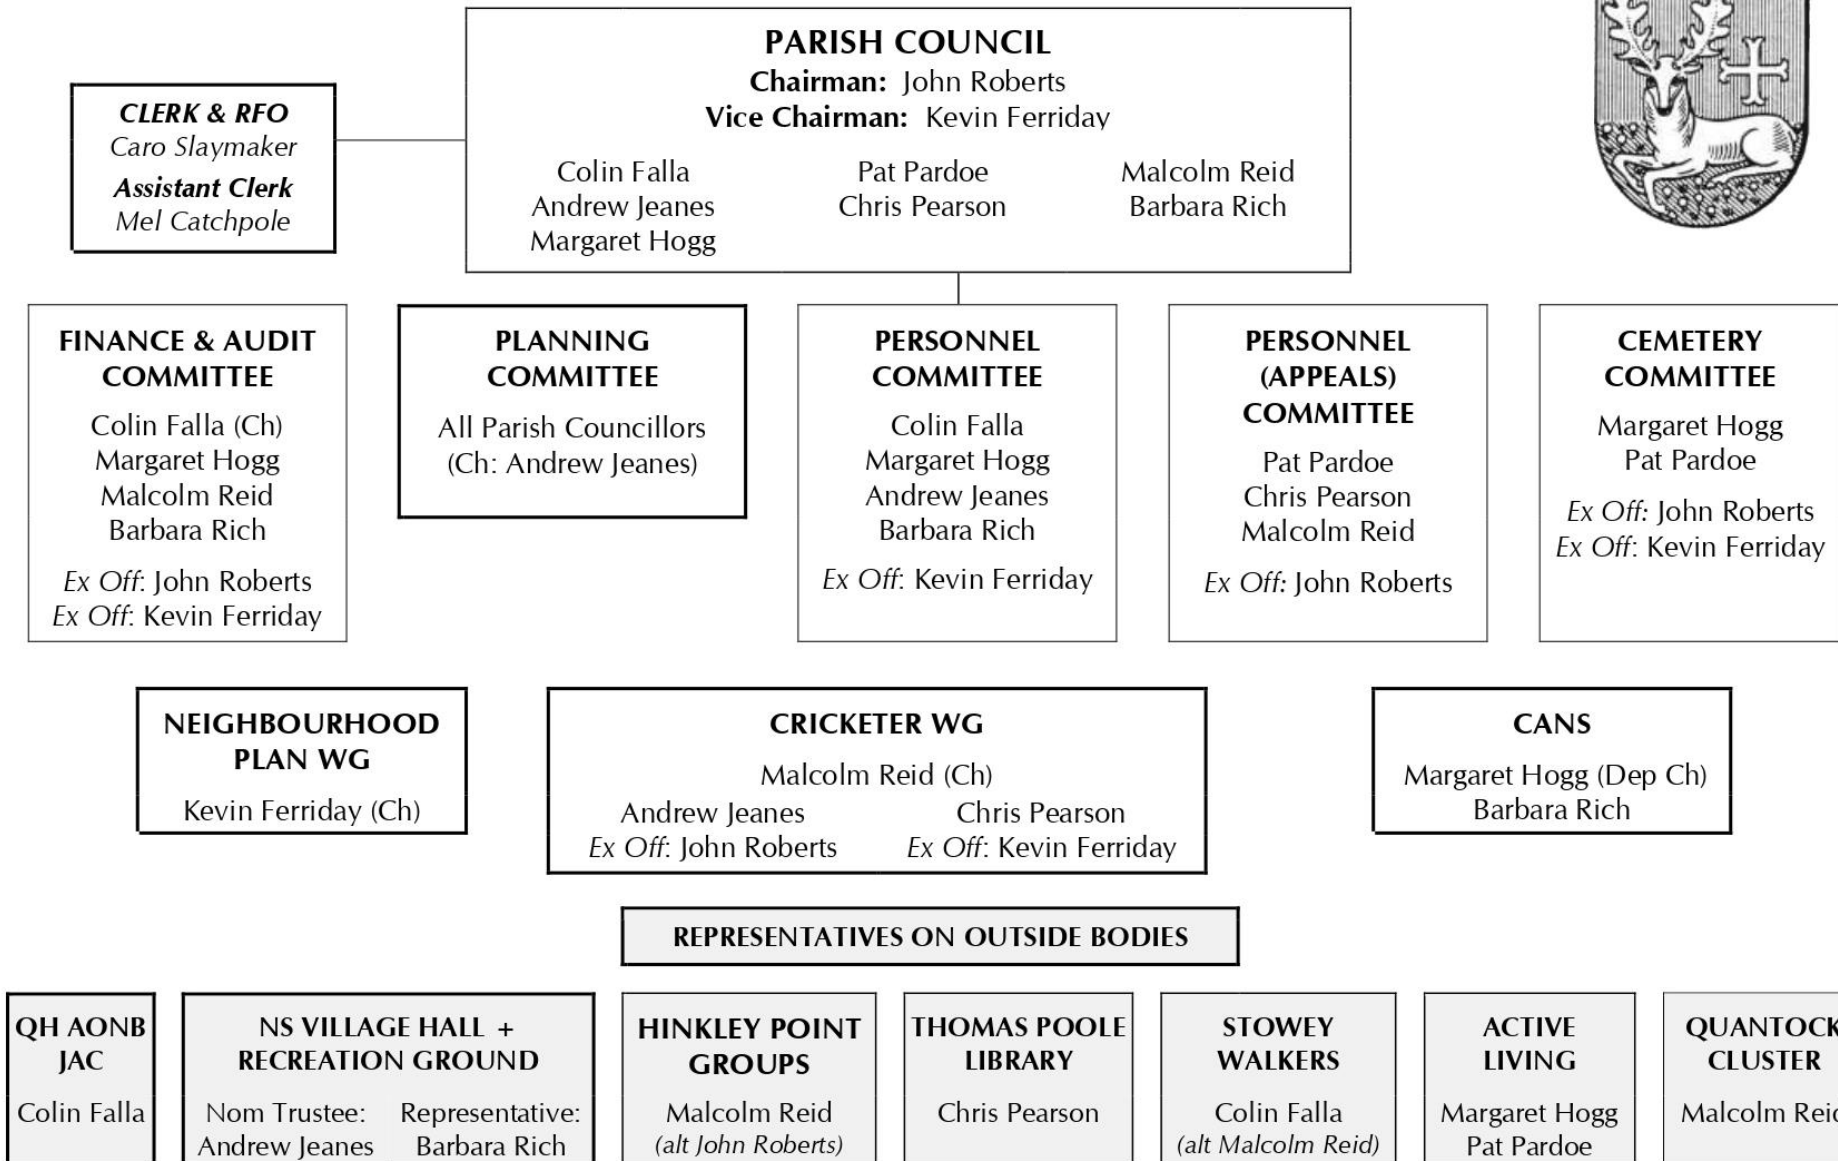 PARISH COUNCIL
Chairman: John Roberts
Vice Chairman: Kevin Ferriday
Colin Falla
Andrew Jeanes
Margaret Hogg
Pat Pardoe
Chris Pearson
Malcolm Reid
Barbara Rich
CLERK & RFO
Caro Slaymaker
Assistant Clerk
Mel Catchpole
FINANCE & AUDIT
COMMITTEE
Colin Falla (Ch)
Margaret Hogg
Malcolm Reid
Barbara Rich
Ex Off: John Roberts
Ex Off: Kevin Ferriday
PLANNING
COMMITTEE
All Parish Councillors
(Ch: Andrew Jeanes)
PERSONNEL
COMMITTEE
Colin Falla
Margaret Hogg
Andrew Jeanes
Barbara Rich
Ex Off: Kevin Ferriday
PERSONNEL
(APPEALS)
COMMITTEE
Pat Pardoe
Chris Pearson
Malcolm Reid
Ex Off: John Roberts
CEMETERY
COMMITTEE
Margaret Hogg
Pat Pardoe
Ex Off: John Roberts
Ex Off: Kevin Ferriday
NEIGHBOURHOOD
PLAN WG
Kevin Ferriday (Ch)
CRICKETER WG
Malcolm Reid (Ch)
Andrew Jeanes
Ex Off: John Roberts
Chris Pearson
Ex Off: Kevin Ferriday
CANS
Margaret Hogg (Dep Ch)
Barbara Rich
REPRESENTATIVES ON OUTSIDE BODIES
QH AONB
JAC
Colin Falla
NS VILLAGE HALL +
RECREATION GROUND
Nom Trustee:
Andrew Jeanes
Representative:
Barbara Rich
HINKLEY POINT
GROUPS
Malcolm Reid
(alt John Roberts)
THOMAS POOLE
LIBRARY
Chris Pearson
STOWEY
WALKERS
Colin Falla
(alt Malcolm Reid)
ACTIVE
LIVING
Margaret Hogg
Pat Pardoe
QUANTOCK
CLUSTER
Malcolm Reid